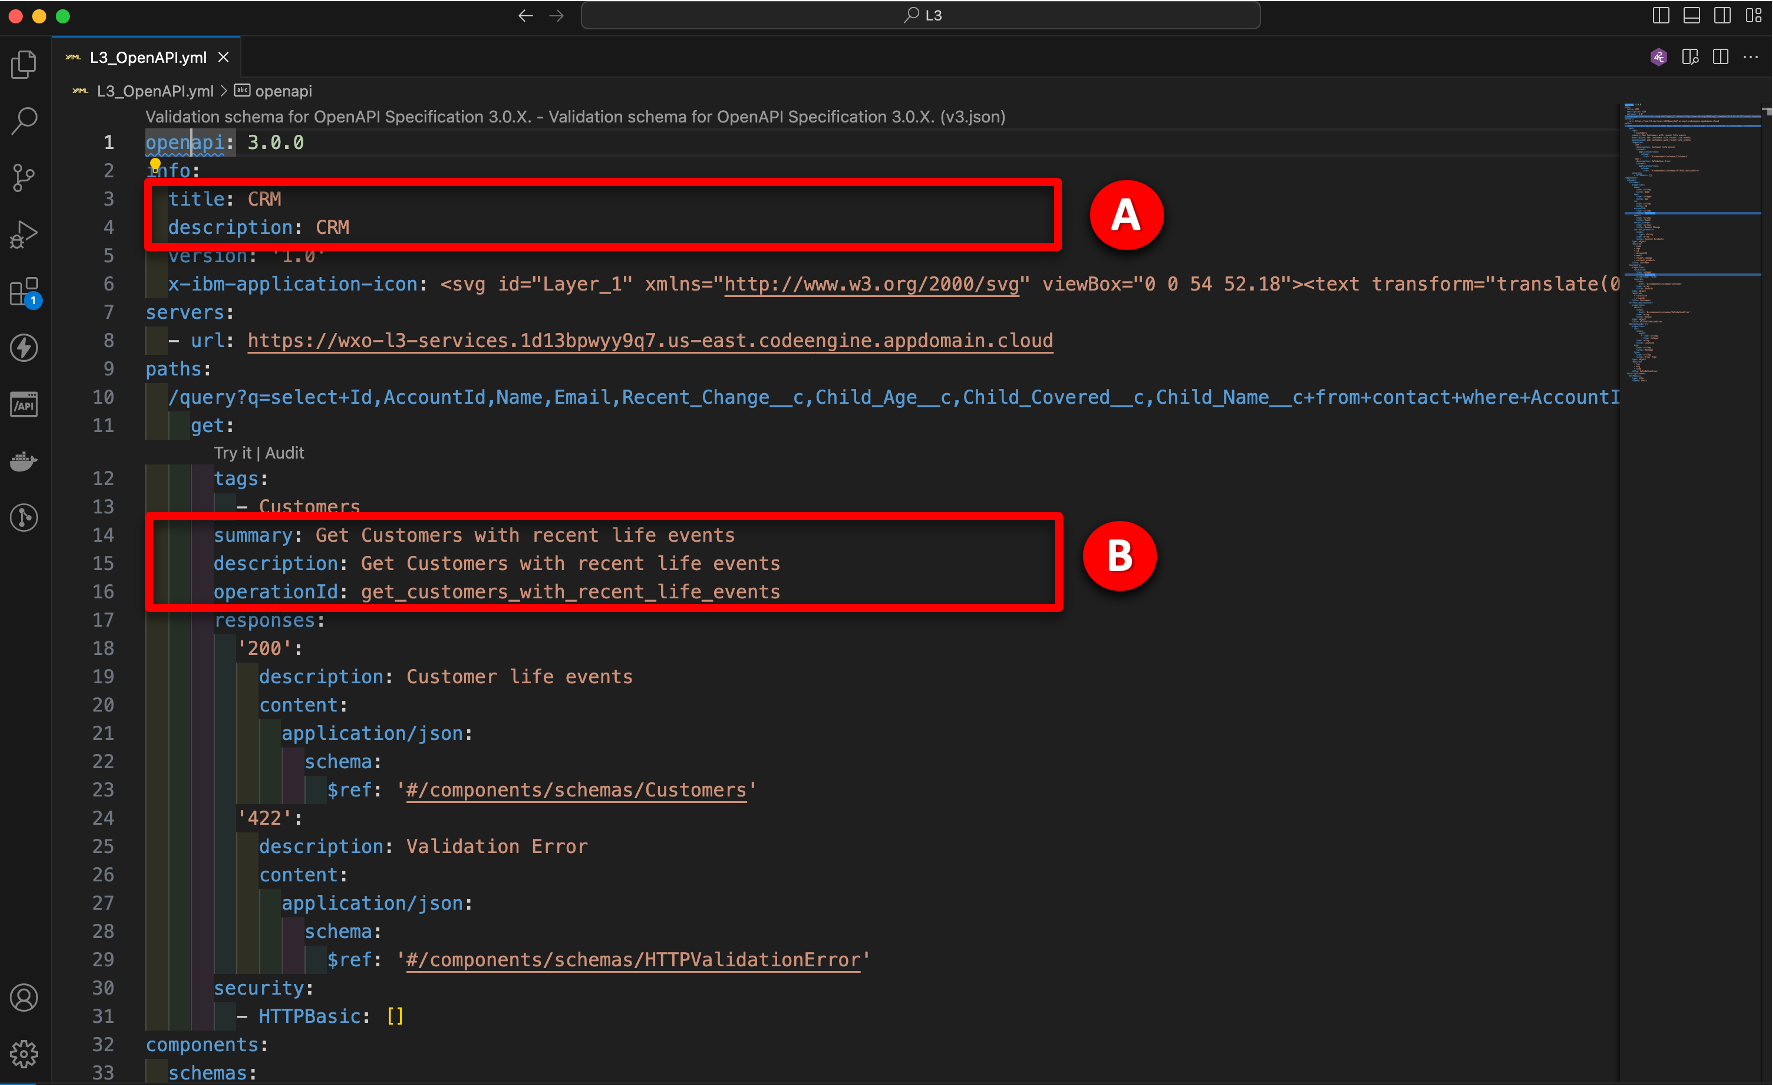 L3
L3_OpenAPI.yml
L3_OpenAPI.yml > openapi
Validation schema for OpenAPI Specification 3.0.X. - Validation schema for OpenAPI Specification 3.0.X. (v3.json)
1 openapi: 3.0.0
2 info:
3 title: CRM
4 description: CRM
A
5 version: '1.0'
6 x-ibm-application-icon: <svg id="Layer_1" xmlns="http://www.w3.org/2000/svg" viewBox="0 0 54 52.18"><text transform="translate(0
7 servers:
8 - url: https://wxo-l3-services.1d13bpwyy9q7.us-east.codeengine.appdomain.cloud
9 paths:
10 /query?q=select+Id,AccountId,Name,Email,Recent_Change__c,Child_Age__c,Child_Covered__c,Child_Name__c+from+contact+where+AccountI
11 get:
Try it | Audit
12 tags:
13 - Customers
14 summary: Get Customers with recent life events
15 description: Get Customers with recent life events
B
16 operationId: get_customers_with_recent_life_events
17 responses:
18 '200':
19 description: Customer life events
20 content:
21 application/json:
22 schema:
23 $ref: '#/components/schemas/Customers'
24 '422':
25 description: Validation Error
26 content:
27 application/json:
28 schema:
29 $ref: '#/components/schemas/HTTPValidationError'
30 security:
31 - HTTPBasic: []
32 components:
33 schemas:
1
/API